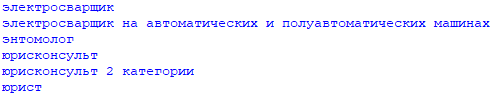 электросварщик
электросварщик на автоматических и полуавтоматических машинах
энтомолог
юрисконсульт
юрисконсульт 2 категории
юрист